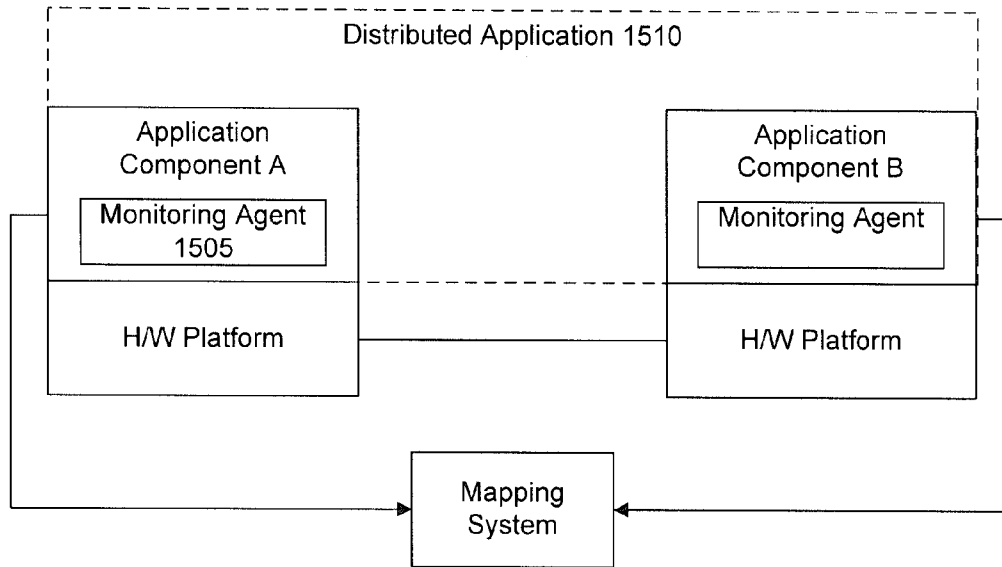 Distributed Application 1510
Application
Component A
Monitoring Agent
1505
H/W Platform
Application
Component B
Monitoring Agent
H/W Platform
Mapping
System